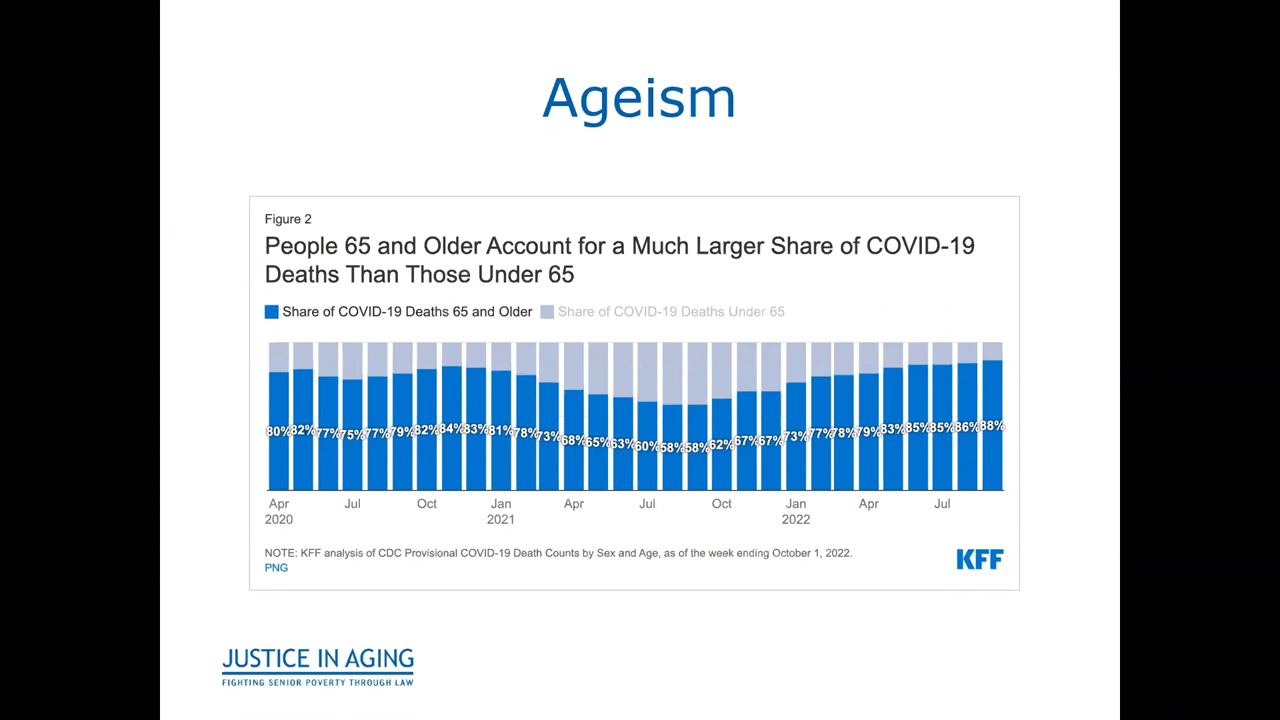 Ageism
Figure 2
People 65 and Older Account for a Much Larger Share of COVID-19
Deaths Than Those Under 65
Share of COVID-19 Deaths 65 and Older Share of COVID-19 Deaths Under 65
80% 82% 77% 75% 77% 79% 82% 84% 83% 81% 78% 73% 68% 65% 63% 60% 58% 58% 62% 67% 67% 73% 77% 78% 79% 83% 85% 85% 86% 88%
Apr Jul Oct Jan Apr Jul Oct Jan Apr Jul
2020 2021 2022
NOTE: KFF analysis of CDC Provisional COVID-19 Death Counts by Sex and Age, as of the week ending October 1, 2022.
PNG
KFF
JUSTICE IN AGING
FIGHTING SENIOR POVERTY THROUGH LAW